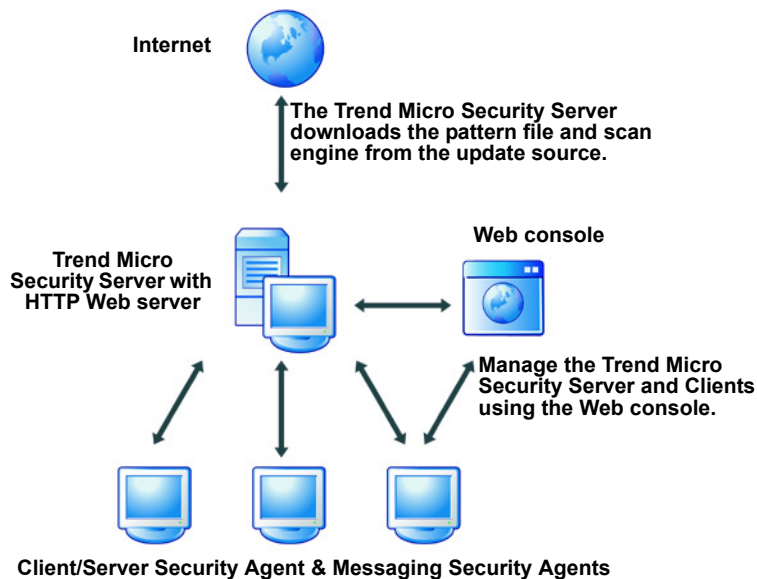 Internet
The Trend Micro Security Server
downloads the pattern file and scan
engine from the update source.
Trend Micro
Security Server with
HTTP Web server
Web console
Manage the Trend Micro
Security Server and Clients
using the Web console.
Client/Server Security Agent & Messaging Security Agents